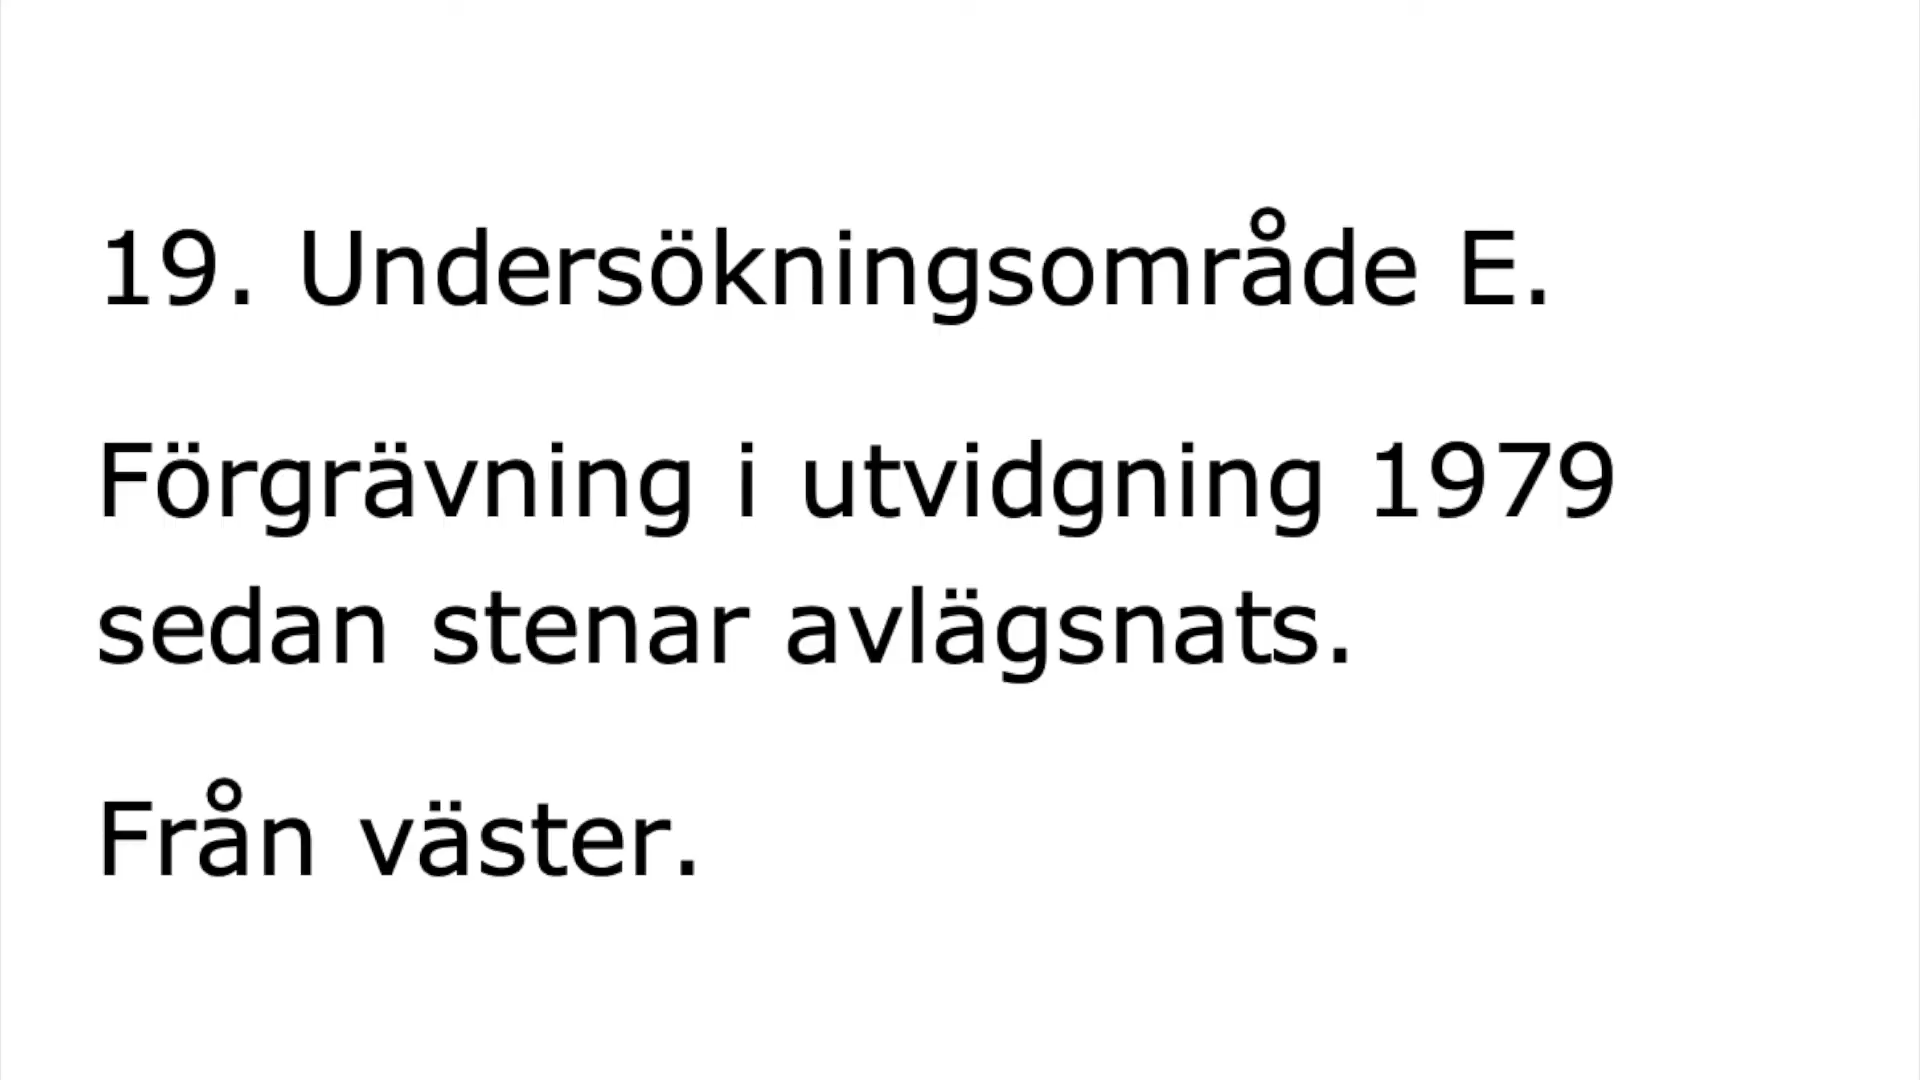 19. Undersökningsområde E.
Förgrävning i utvidgning 1979
sedan stenar avlägsnats.
Från väster.